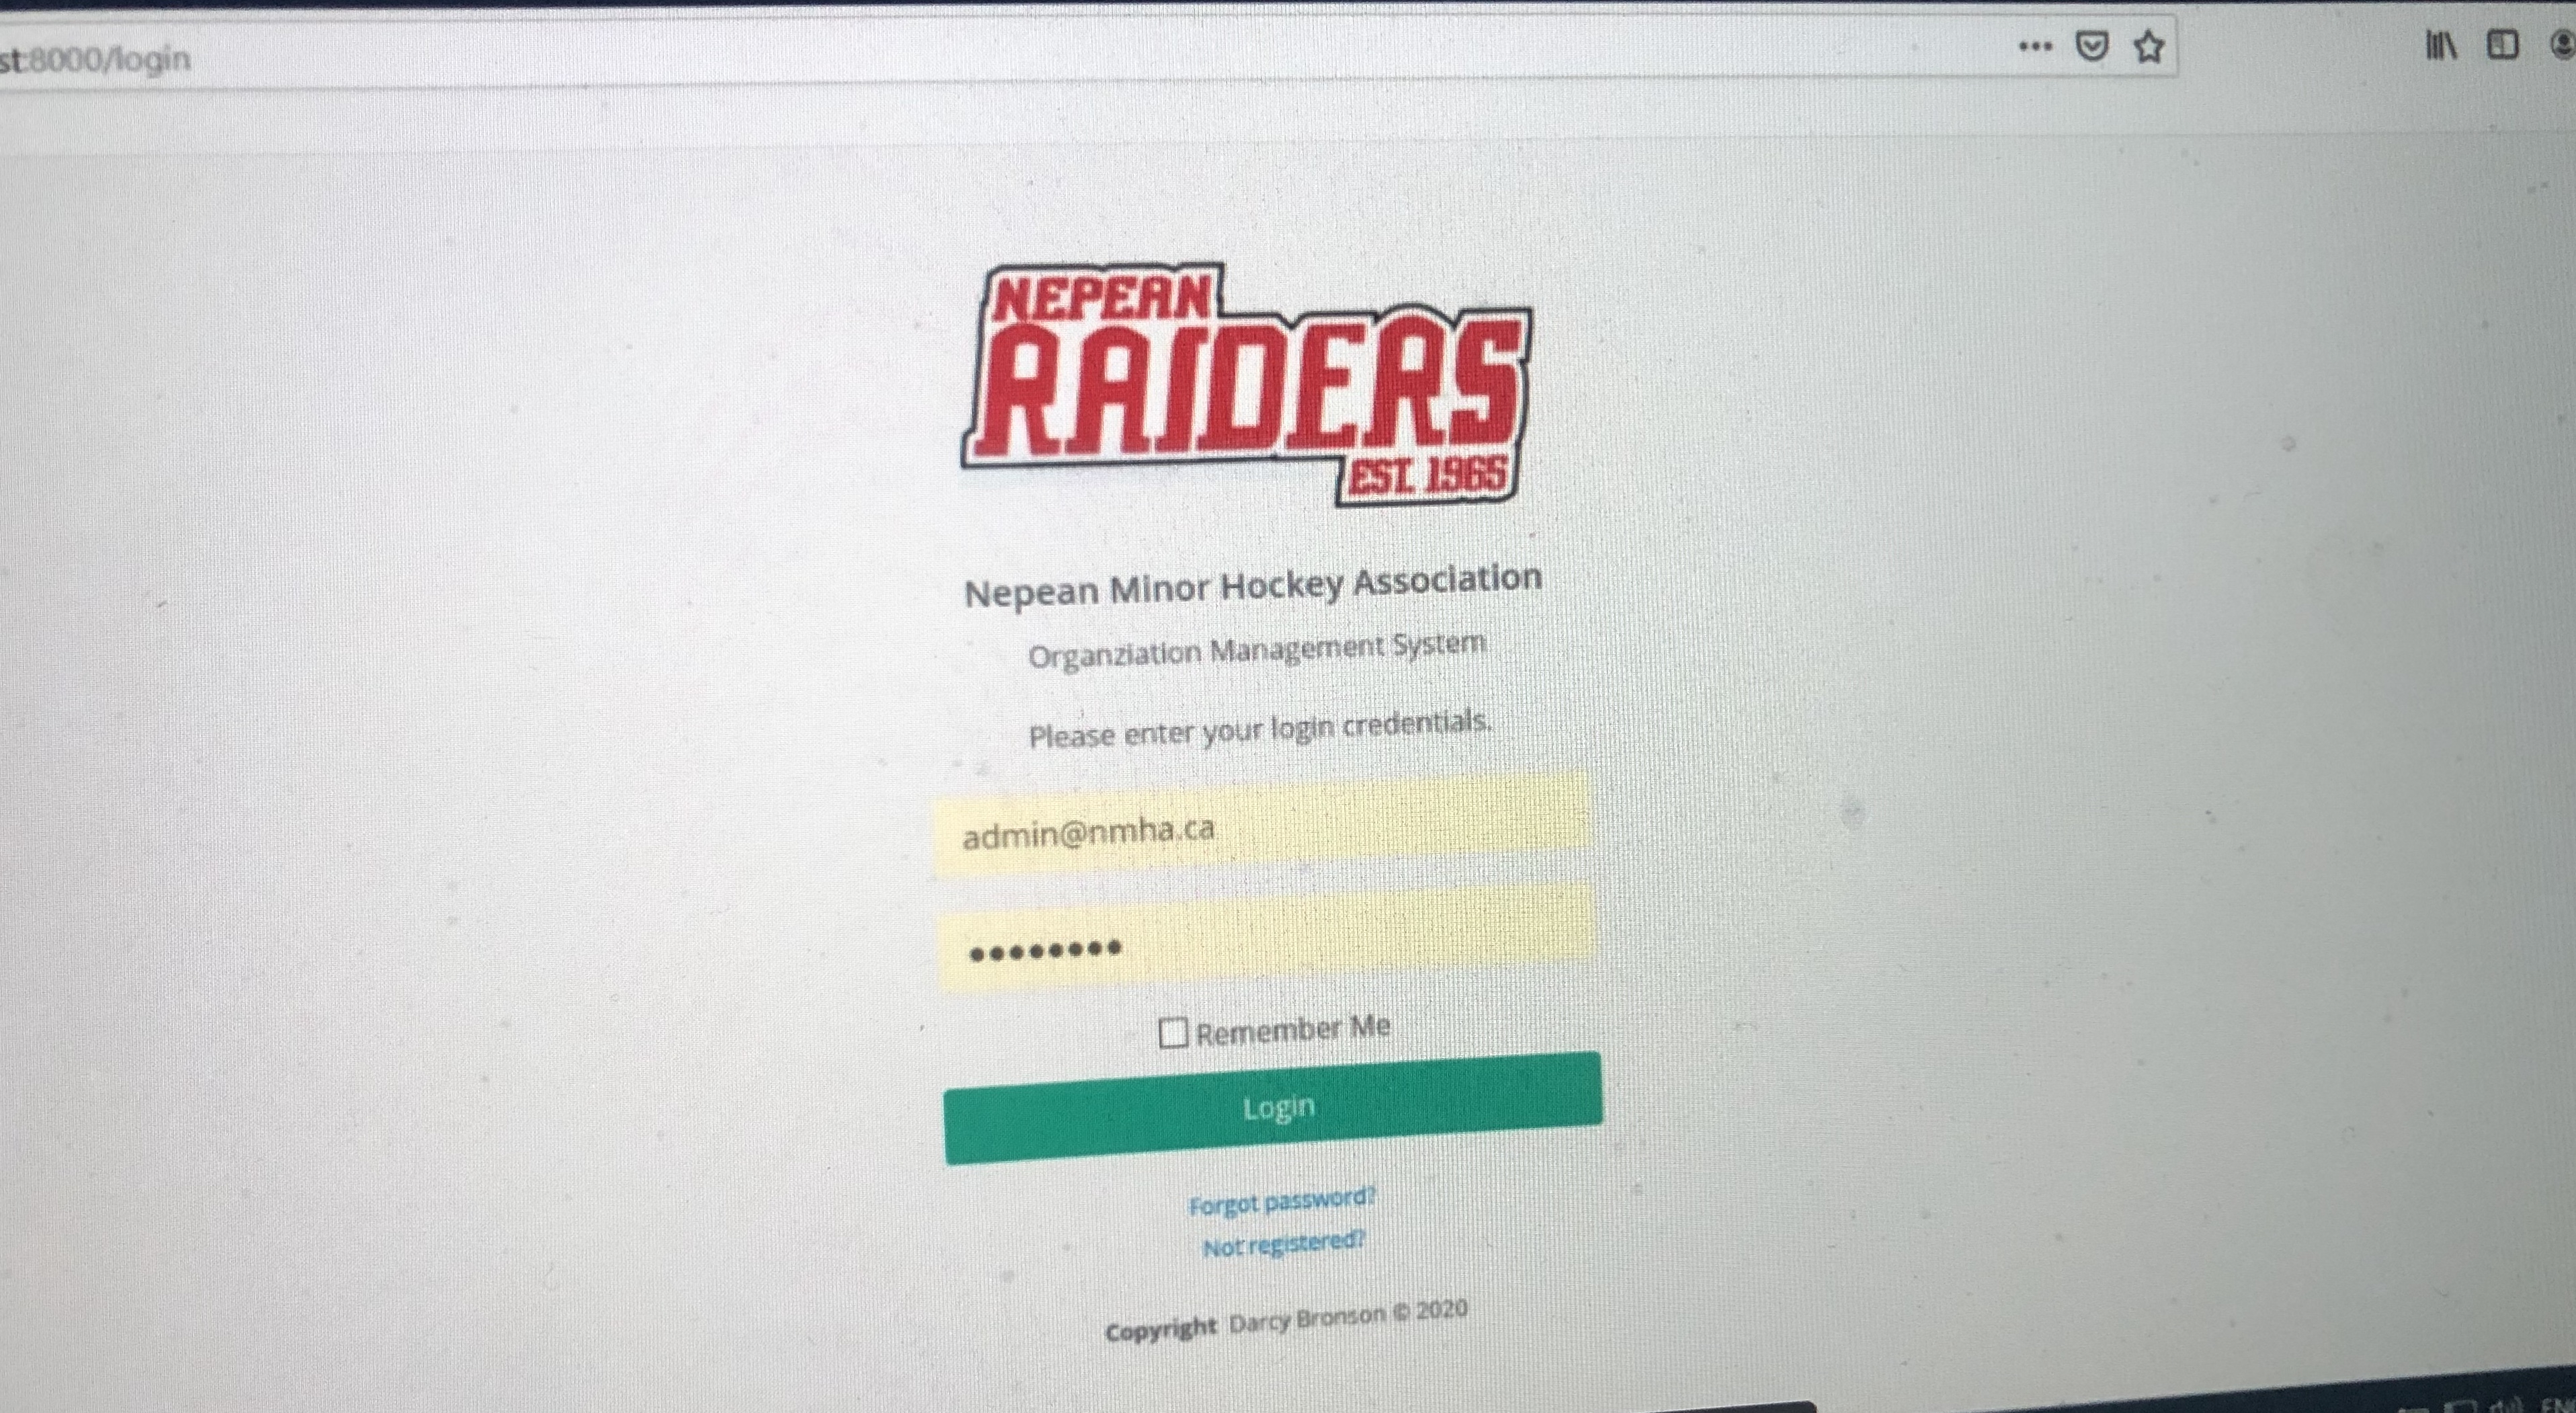 st:8000/login
NEPEAN
RAIDERS
EST. 1965
Nepean Minor Hockey Association
Organziation Management System
Please enter your login credentials.
admin@nmha.ca
Remember Me
Login
Forgot password?
Not registered?
Copyright Darcy Bronson © 2020